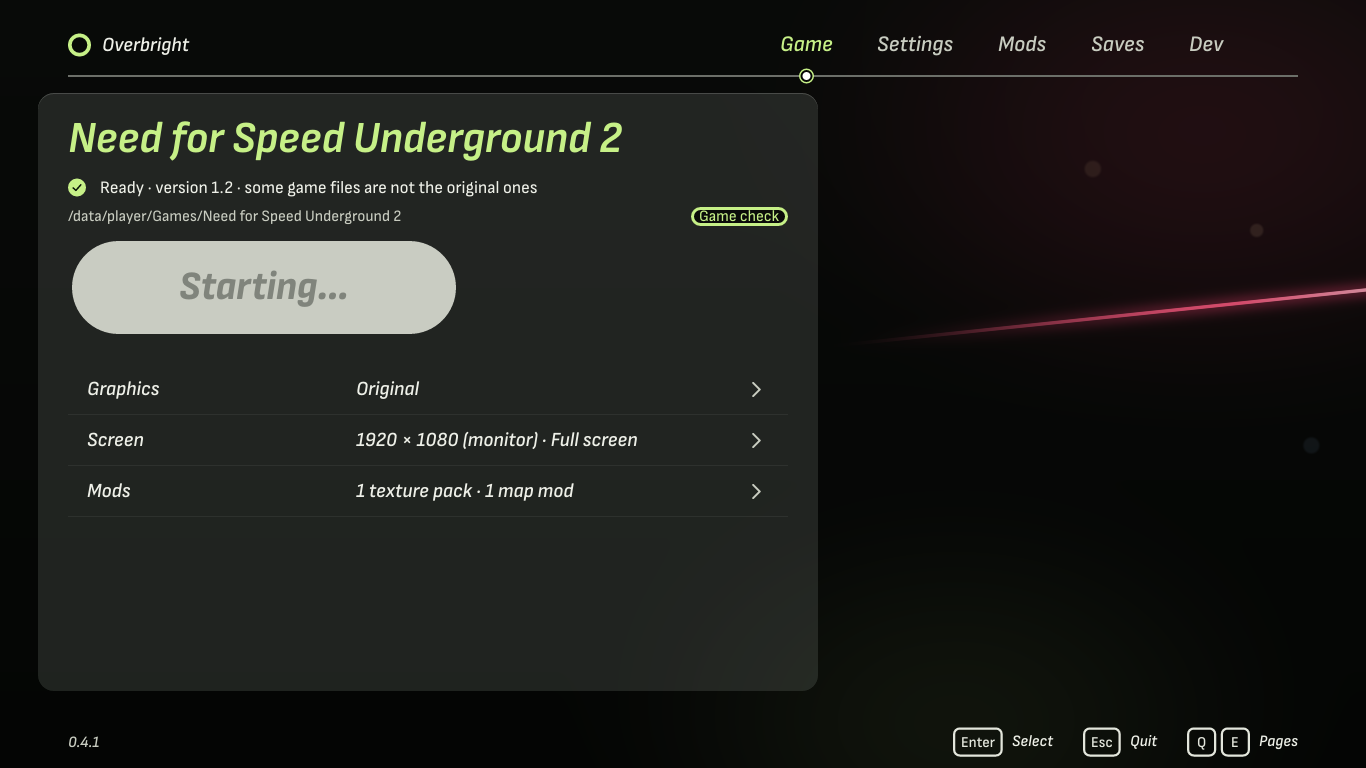 Overbright
Game Settings Mods Saves Dev
Need for Speed Underground 2
Ready · version 1.2 · some game files are not the original ones
/data/player/Games/Need for Speed Underground 2
Game check
Starting...
Graphics Original
Screen 1920 × 1080 (monitor) · Full screen
Mods 1 texture pack · 1 map mod
0.4.1
Enter Select Esc Quit Q E Pages